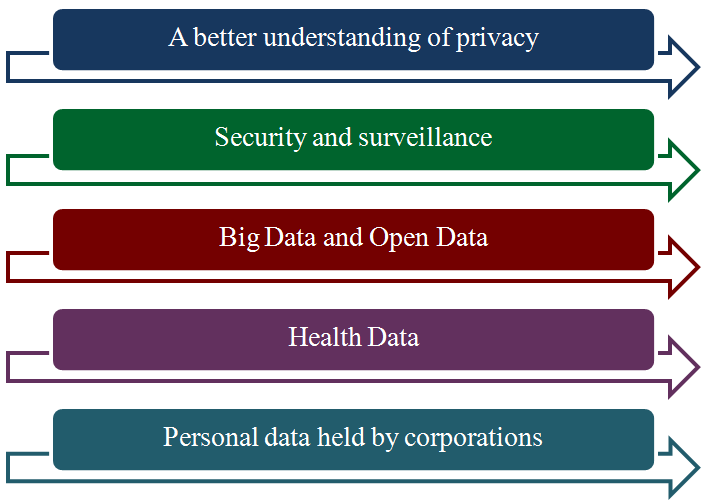 A better understanding of privacy
Security and surveillance
Big Data and Open Data
Health Data
Personal data held by corporations